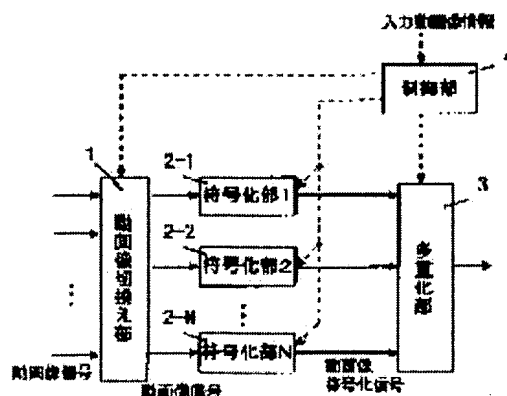 入力動画像情報
4
制御部
1
2-1
符号化部1
3
2-2
動画像切換え部
符号化部2
多重化部
2-N
符号化部N
動画像信号
動画像信号
動画像
符号化信号